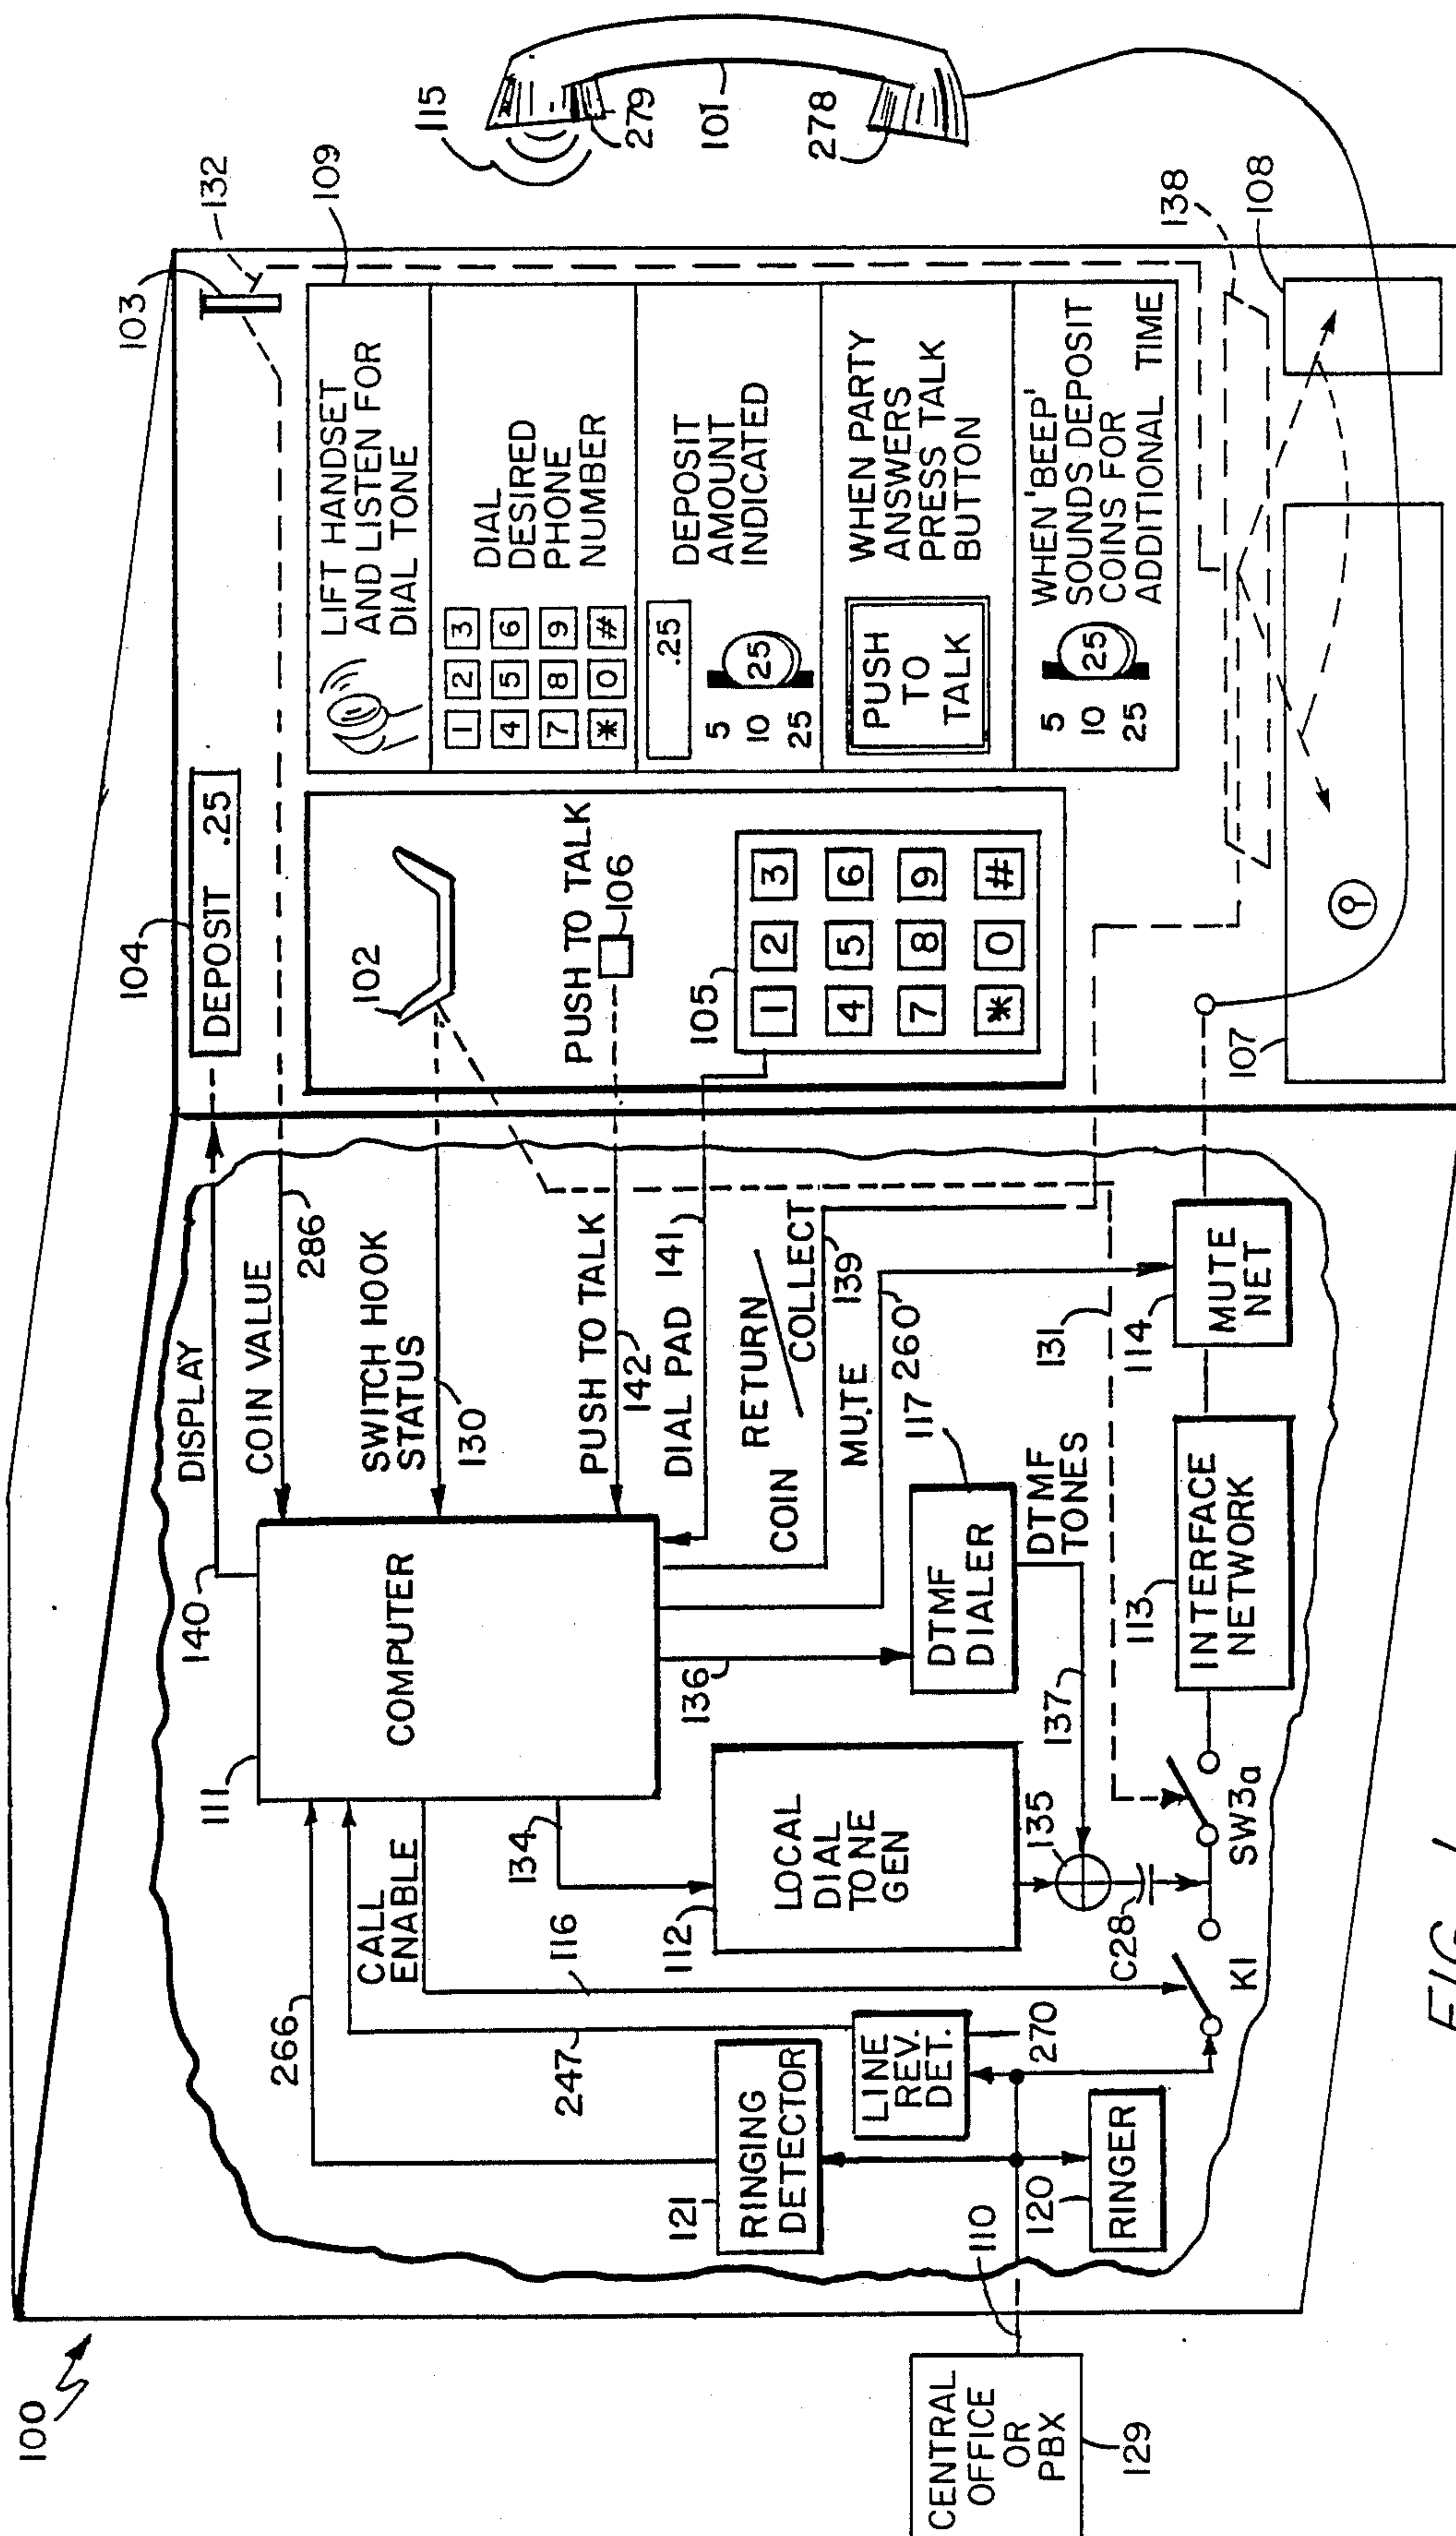 100
104
DEPOSIT .25
103
132
115
279
101
278
109
LIFT HANDSET
AND LISTEN FOR
DIAL TONE
1 2 3
4 5 6
7 8 9
* 0 #
DIAL
DESIRED
PHONE
NUMBER
.25
5
10
25
25
DEPOSIT
AMOUNT
INDICATED
PUSH
TO
TALK
WHEN PARTY
ANSWERS
PRESS TALK
BUTTON
5
10
25
25
WHEN 'BEEP'
SOUNDS DEPOSIT
COINS FOR
ADDITIONAL TIME
102
PUSH TO TALK
106
105
1 2 3
4 5 6
7 8 9
* 0 #
138
108
107
140
DISPLAY
COIN VALUE
286
SWITCH HOOK
STATUS
130
PUSH TO TALK
142
DIAL PAD 141
COIN
RETURN
COLLECT
139
MUTE
260
111
COMPUTER
266
CALL
ENABLE
116
247
134
136
112
LOCAL
DIAL
TONE
GEN
117
DTMF
DIALER
DTMF
TONES
137
135
C28
131
114
MUTE
NET
113
INTERFACE
NETWORK
SW3a
K1
121
RINGING
DETECTOR
LINE
REV.
DET.
270
120
RINGER
110
CENTRAL
OFFICE
OR
PBX
129
FIG. 1